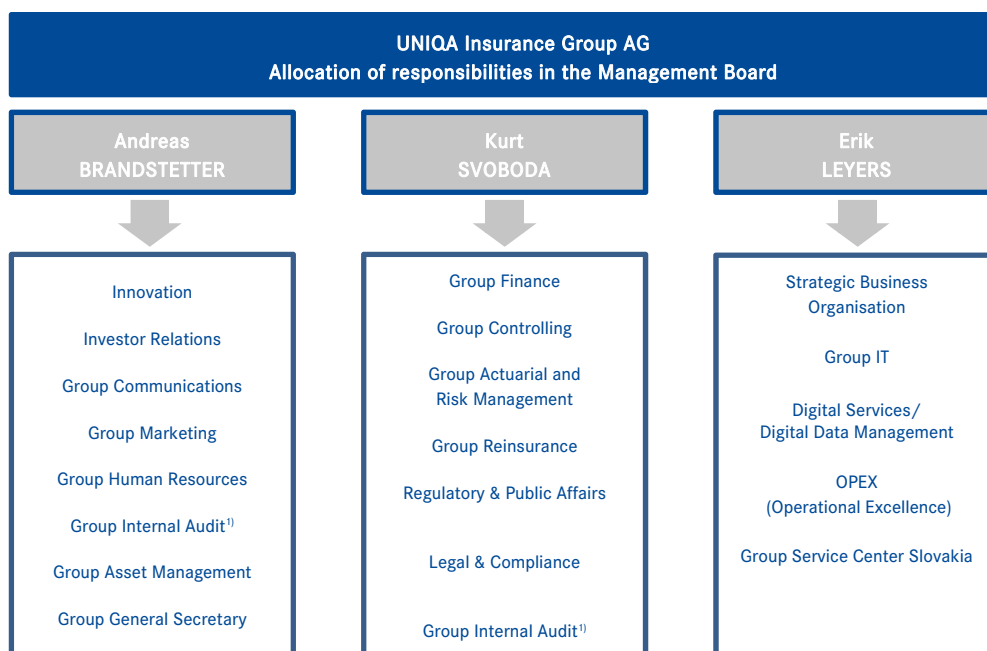 UNIQA Insurance Group AG
Allocation of responsibilities in the Management Board
Andreas
BRANDSTETTER
Innovation
Investor Relations
Group Communications
Group Marketing
Group Human Resources
Group Internal Audit¹⁾
Group Asset Management
Group General Secretary
Kurt
SVOBODA
Group Finance
Group Controlling
Group Actuarial and
Risk Management
Group Reinsurance
Regulatory & Public Affairs
Legal & Compliance
Group Internal Audit¹⁾
Erik
LEYERS
Strategic Business
Organisation
Group IT
Digital Services/
Digital Data Management
OPEX
(Operational Excellence)
Group Service Center Slovakia